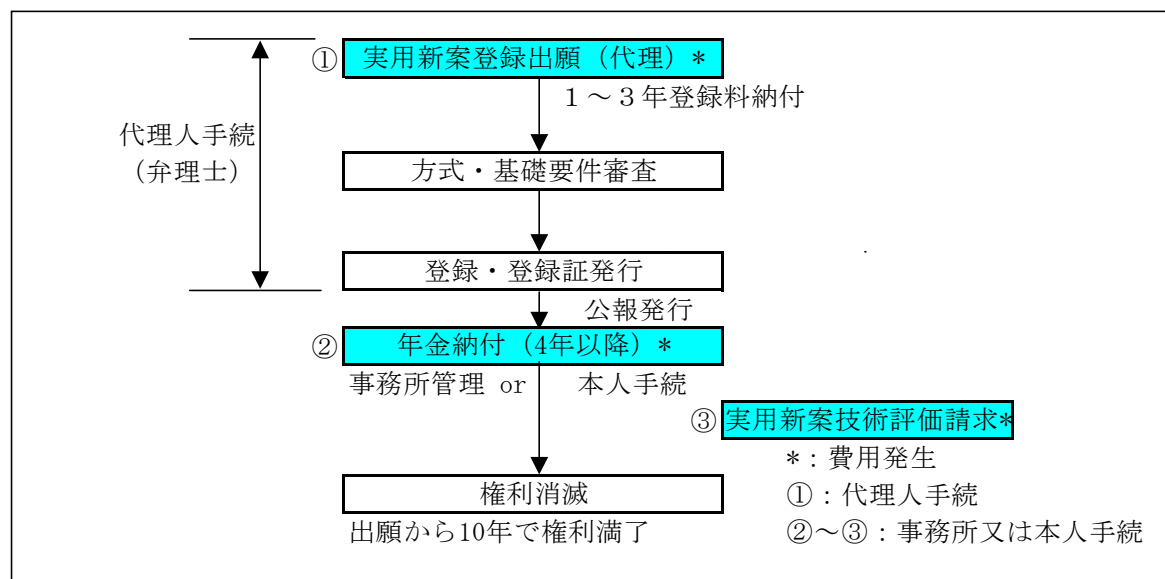 ① 実用新案登録出願（代理）*
１～３年登録料納付
代理人手続
（弁理士）
方式・基礎要件審査
登録・登録証発行
公報発行
② 年金納付（4年以降）*
事務所管理 or 本人手続
③ 実用新案技術評価請求*
*：費用発生
①：代理人手続
②～③：事務所又は本人手続
権利消滅
出願から10年で権利満了